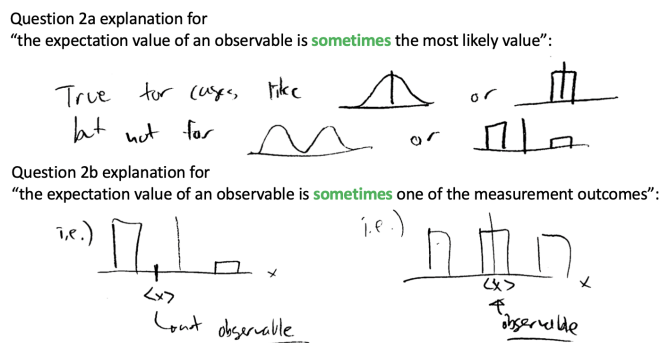 Question 2a explanation for
“the expectation value of an observable is sometimes the most likely value”:
True for cases, like or
but not for or
Question 2b explanation for
“the expectation value of an observable is sometimes one of the measurement outcomes”:
i.e.) i.e.)
x x
<x> <x>
not observable observable